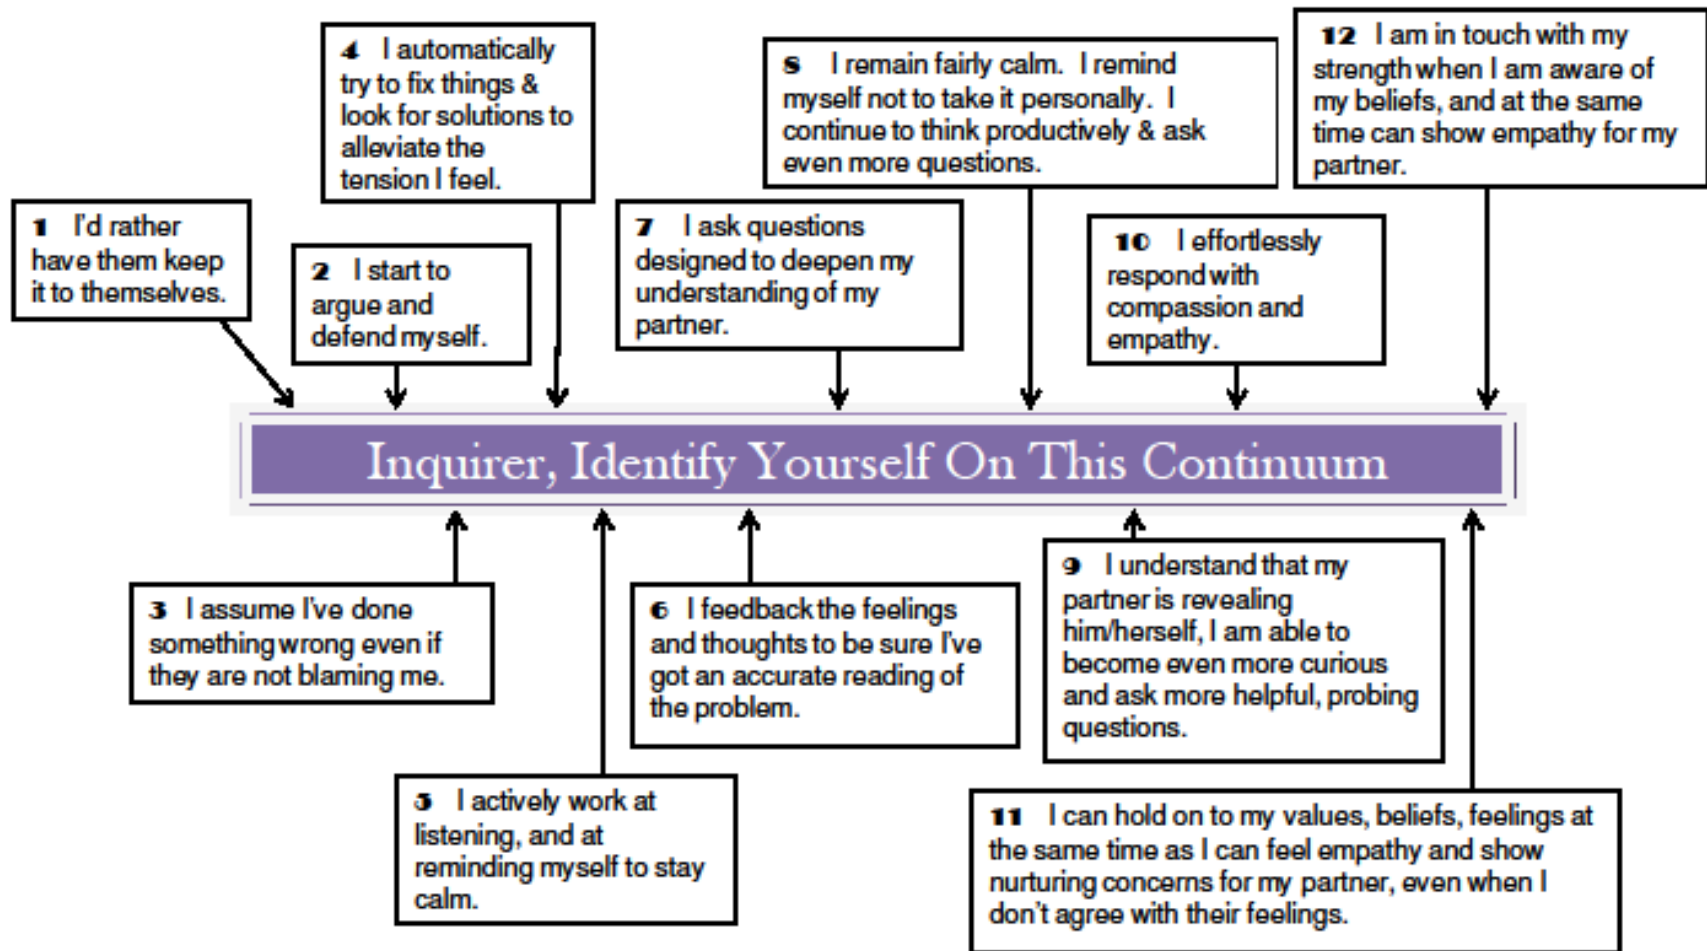 1 I'd rather
have them keep
it to themselves.
2 I start to
argue and
defend myself.
4 I automatically
try to fix things &
look for solutions to
alleviate the
tension I feel.
7 I ask questions
designed to deepen my
understanding of my
partner.
8 I remain fairly calm. I remind
myself not to take it personally. I
continue to think productively & ask
even more questions.
10 I effortlessly
respond with
compassion and
empathy.
12 I am in touch with my
strength when I am aware of
my beliefs, and at the same
time can show empathy for my
partner.
Inquirer, Identify Yourself On This Continuum
3 I assume I've done
something wrong even if
they are not blaming me.
5 I actively work at
listening, and at
reminding myself to stay
calm.
6 I feedback the feelings
and thoughts to be sure I've
got an accurate reading of
the problem.
9 I understand that my
partner is revealing
him/herself, I am able to
become even more curious
and ask more helpful, probing
questions.
11 I can hold on to my values, beliefs, feelings at
the same time as I can feel empathy and show
nurturing concerns for my partner, even when I
don't agree with their feelings.